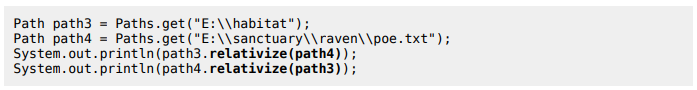 Path path3 = Paths.get("E:\\habitat");
Path path4 = Paths.get("E:\\sanctuary\\raven\\poe.txt");
System.out.println(path3.relativize(path4));
System.out.println(path4.relativize(path3));